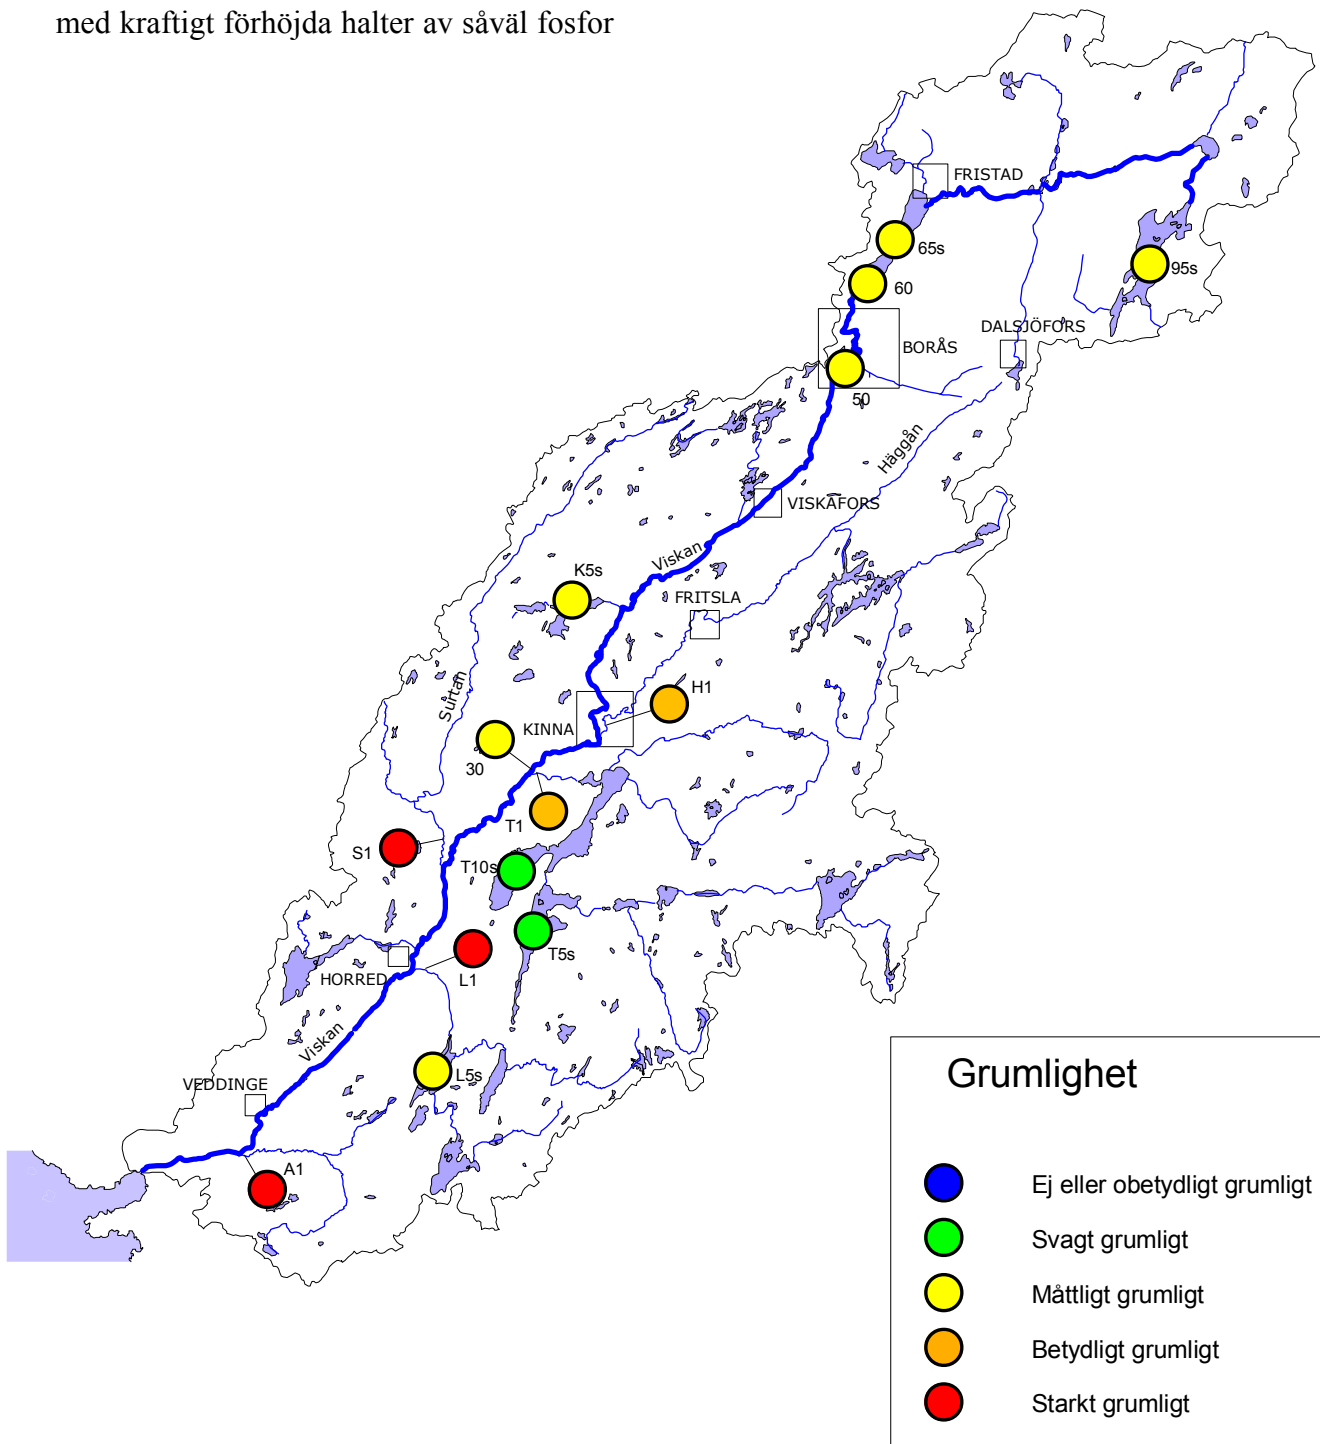 med kraftigt förhöjda halter av såväl fosfor
FRISTAD
65s
95s
60
DALSJÖFORS
BORÅS
50
Häggån
VISKAFORS
Viskan
K5s
FRITSLA
Surtan
H1
KINNA
30
T1
S1
T10s
T5s
HORRED
L1
Viskan
L5s
VEDDINGE
A1
Grumlighet
Ej eller obetydligt grumligt
Svagt grumligt
Måttligt grumligt
Betydligt grumligt
Starkt grumligt